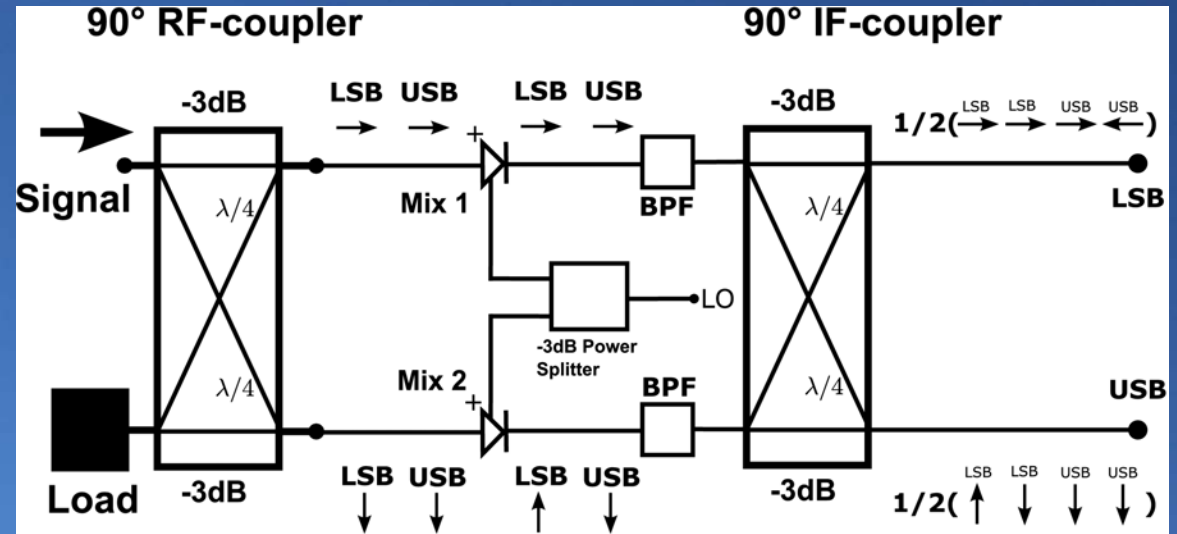 90° RF-coupler
90° IF-coupler
-3dB
LSB USB
LSB USB
-3dB
1/2( LSB LSB USB USB )
Signal
λ/4
+
Mix 1
BPF
λ/4
LSB
LO
-3dB Power
Splitter
λ/4
Mix 2
+
BPF
λ/4
USB
Load
-3dB
LSB USB
LSB USB
-3dB
1/2( LSB LSB USB USB )